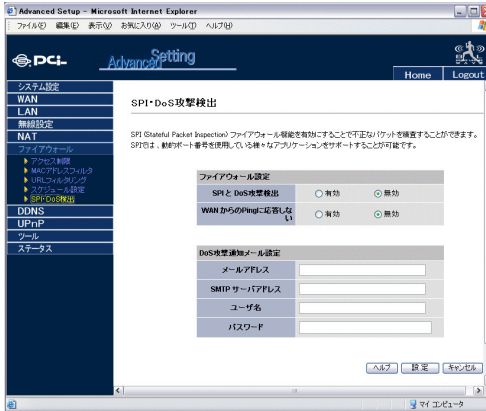 Advanced Setup - Microsoft Internet Explorer
ファイル(F) 編集(E) 表示(V) お気に入り(A) ツール(T) ヘルプ(H)
PCi
Advanced Setting
Home Logout
システム設定
WAN
LAN
無線設定
NAT
ファイアウォール
アクセス制限
MACアドレスフィルタ
URLフィルタリング
スケジュール設定
SPI・DoS検出
DDNS
UPnP
ツール
ステータス
SPI・DoS攻撃検出
SPI (Stateful Packet Inspection) ファイアウォール機能を有効にすることで不正なパケットを検査することができます。
SPIでは、動的ポート番号を使用している様々なアプリケーションをサポートすることが可能です。
ファイアウォール設定
SPIと DoS攻撃検出 有効 無効
WAN からのPingに応答しな
い 有効 無効
DoS攻撃通知メール設定
メールアドレス
SMTP サーバアドレス
ユーザ名
パスワード
ヘルプ 設定 キャンセル
マイ コンピュータ